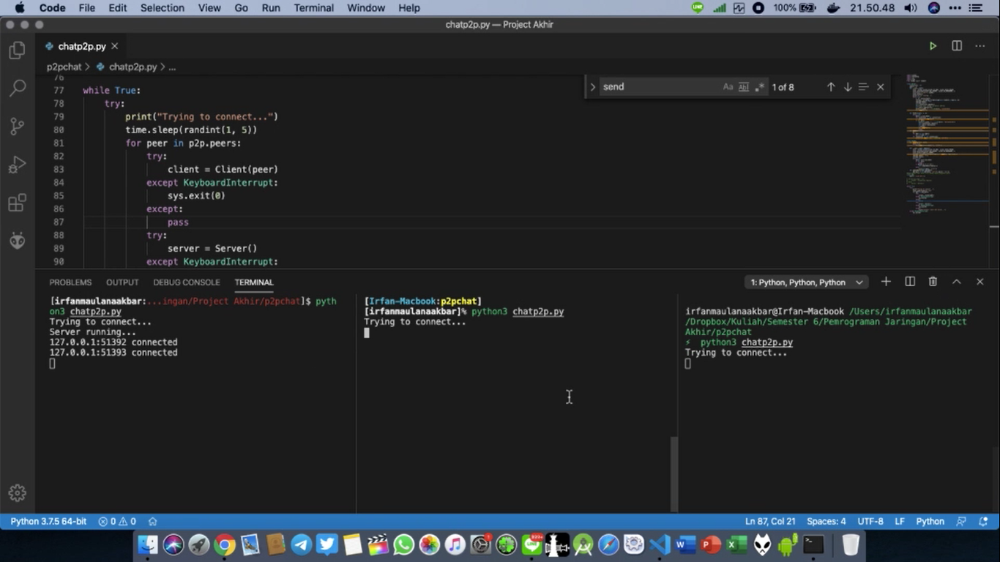 Code File Edit Selection View Go Run Terminal Window Help
LINE 100% 21.50.48
chatp2p.py — Project Akhir
chatp2p.py
p2pchat > chatp2p.py > ...
send Aa Abl .* 1 of 8
76
77 while True:
78 try:
79 print("Trying to connect...")
80 time.sleep(randint(1, 5))
81 for peer in p2p.peers:
82 try:
83 client = Client(peer)
84 except KeyboardInterrupt:
85 sys.exit(0)
86 except:
87 pass
88 try:
89 server = Server()
90 except KeyboardInterrupt:
PROBLEMS OUTPUT DEBUG CONSOLE TERMINAL
1: Python, Python, Python
[irfanmaulanaakbar:...ingan/Project Akhir/p2pchat]$ pyth
on3 chatp2p.py
Trying to connect...
Server running...
127.0.0.1:51392 connected
127.0.0.1:51393 connected
[Irfan-Macbook:p2pchat]
[irfanmaulanaakbar]% python3 chatp2p.py
Trying to connect...
irfanmaulanaakbar@Irfan-Macbook /Users/irfanmaulanaakbar
/Dropbox/Kuliah/Semester 6/Pemrograman Jaringan/Project
Akhir/p2pchat
⚡ python3 chatp2p.py
Trying to connect...
Python 3.7.5 64-bit 0 0
Ln 87, Col 21 Spaces: 4 UTF-8 LF Python